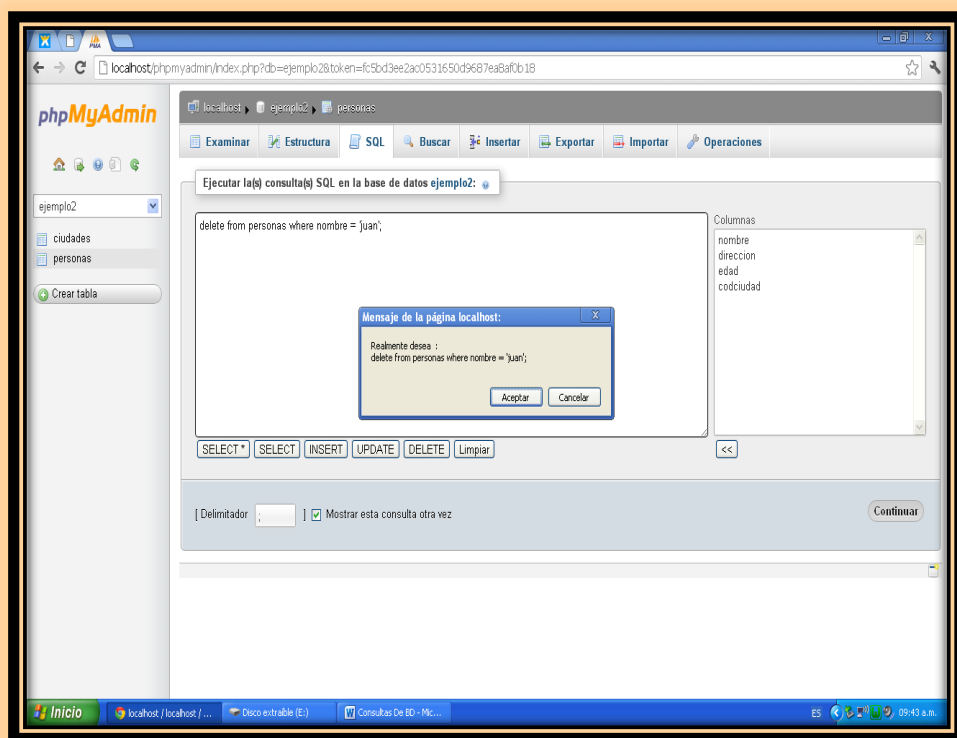 localhost/phpmyadmin/index.php?db=ejemplo2&token=fc5bd3ee2ac0531650d9687ea8af0b18
phpMyAdmin
localhost ejemplo2 personas
Examinar Estructura SQL Buscar Insertar Exportar Importar Operaciones
ejemplo2
ciudades
personas
Crear tabla
Ejecutar la(s) consulta(s) SQL en la base de datos ejemplo2:
delete from personas where nombre = 'juan';
Columnas
nombre
direccion
edad
codciudad
Mensaje de la página localhost:
X
Realmente desea :
delete from personas where nombre = 'juan';
Aceptar Cancelar
SELECT * SELECT INSERT UPDATE DELETE Limpiar
<<
[ Delimitador ; ] Mostrar esta consulta otra vez
Continuar
Inicio localhost / localhost / ... Disco extraíble (E:) Consultas De BD - Mic... ES 09:43 a.m.